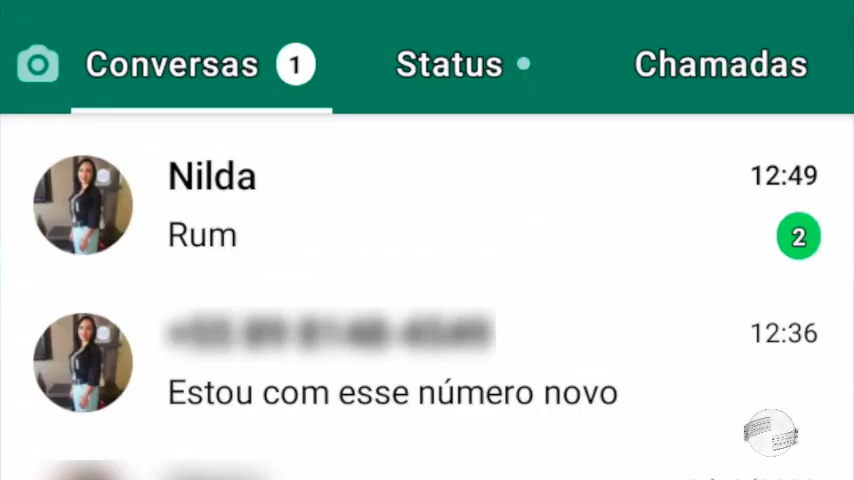 Conversas 1 Status Chamadas
Nilda 12:49
Rum 2
12:36
Estou com esse número novo